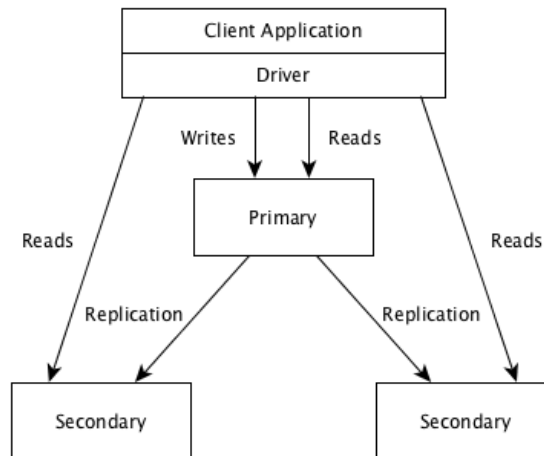 Client Application
Driver
Writes Reads
Primary
Reads Reads
Replication Replication
Secondary Secondary